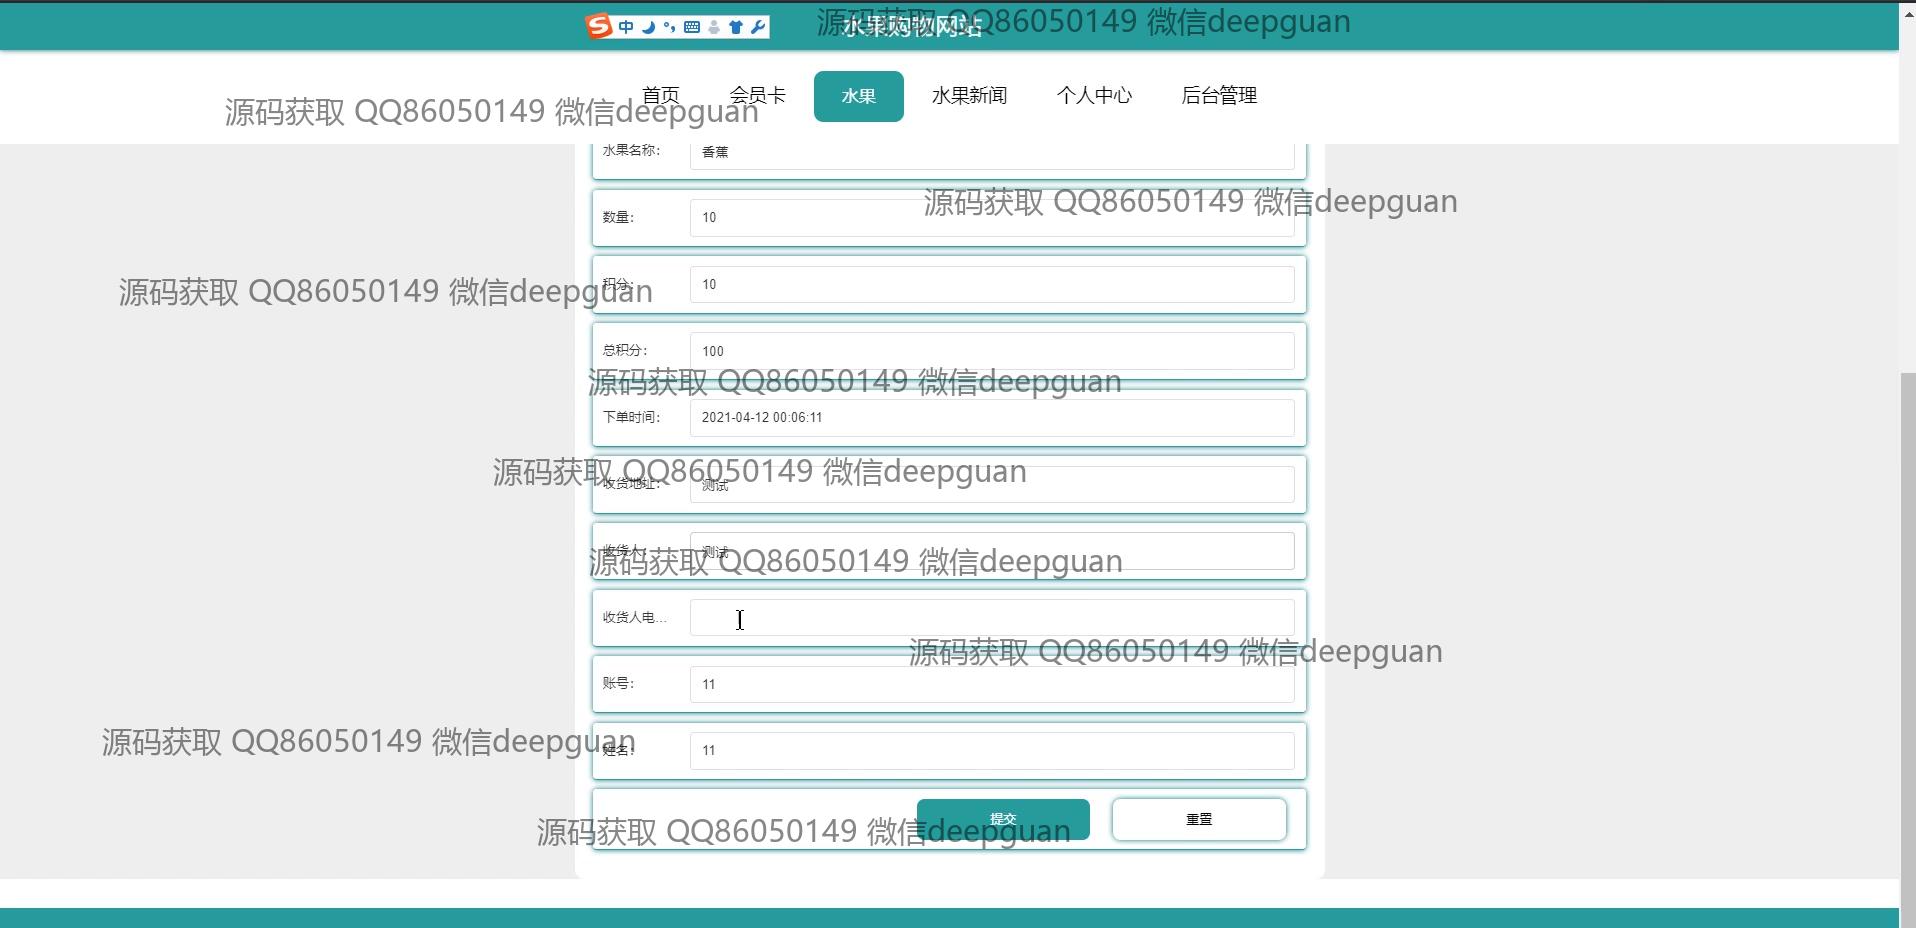 中
水果购物网站
源码获取 QQ86050149 微信deepguan
首页 会员卡 水果 水果新闻 个人中心 后台管理
源码获取 QQ86050149 微信deepguan
水果名称： 香蕉
源码获取 QQ86050149 微信deepguan
数量： 10
积分： 10
源码获取 QQ86050149 微信deepguan
总积分： 100
源码获取 QQ86050149 微信deepguan
下单时间： 2021-04-12 00:06:11
源码获取 QQ86050149 微信deepguan
收货地址： 测试
收货人： 测试
源码获取 QQ86050149 微信deepguan
收货人电...
源码获取 QQ86050149 微信deepguan
账号： 11
源码获取 QQ86050149 微信deepguan
姓名： 11
提交 重置
源码获取 QQ86050149 微信deepguan